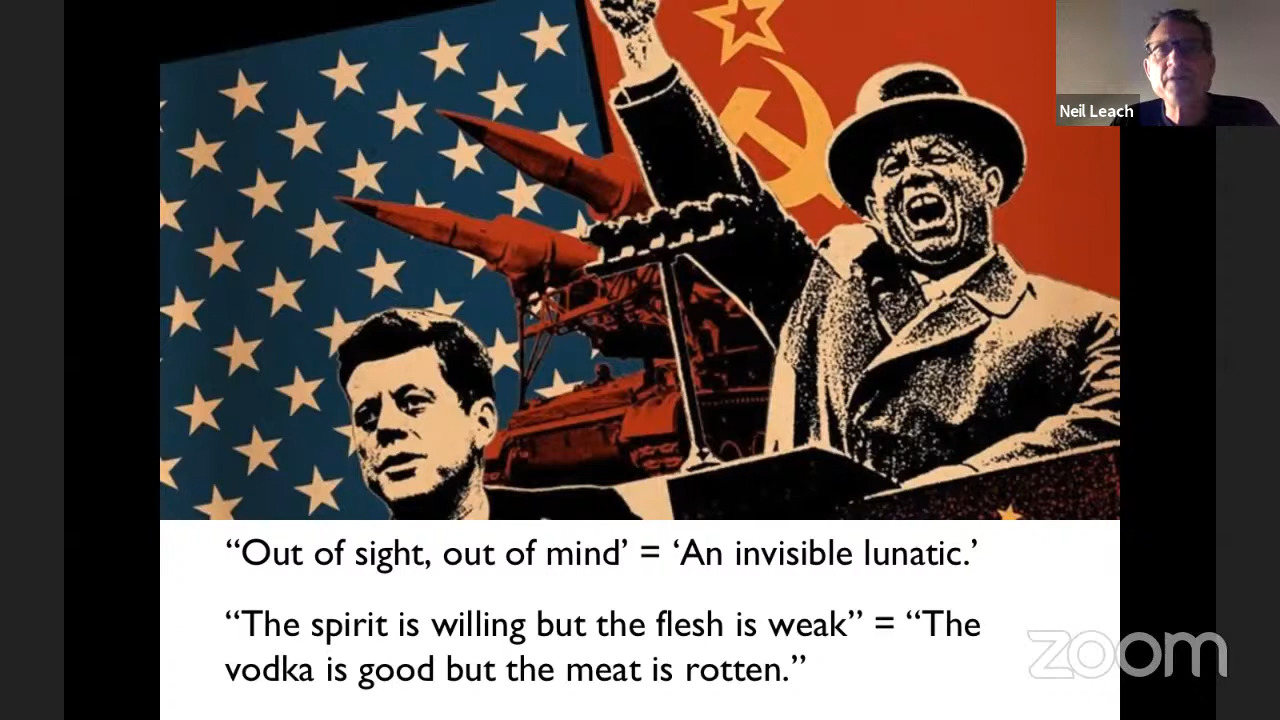 Neil Leach
“Out of sight, out of mind’ = ‘An invisible lunatic.’
“The spirit is willing but the flesh is weak” = “The
vodka is good but the meat is rotten.”
zoom